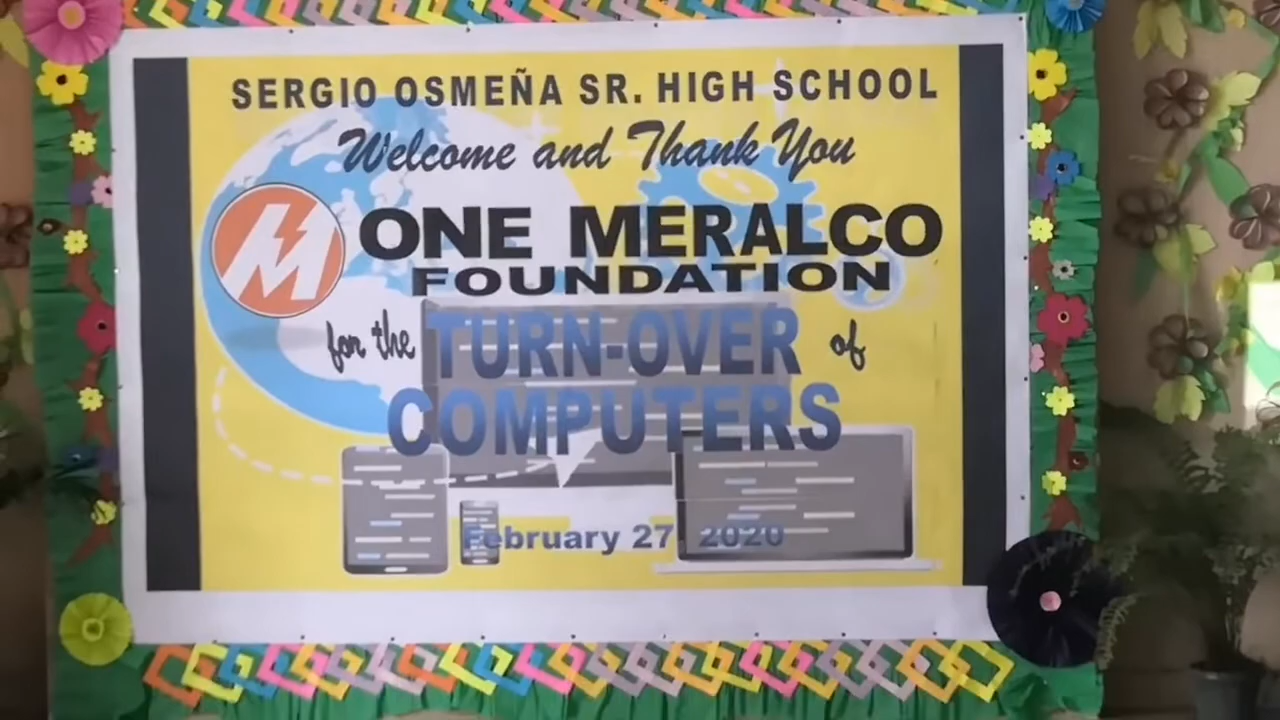 SERGIO OSMEÑA SR. HIGH SCHOOL
Welcome and Thank You
ONE MERALCO
FOUNDATION
for the TURN-OVER of
COMPUTERS
February 27, 2020